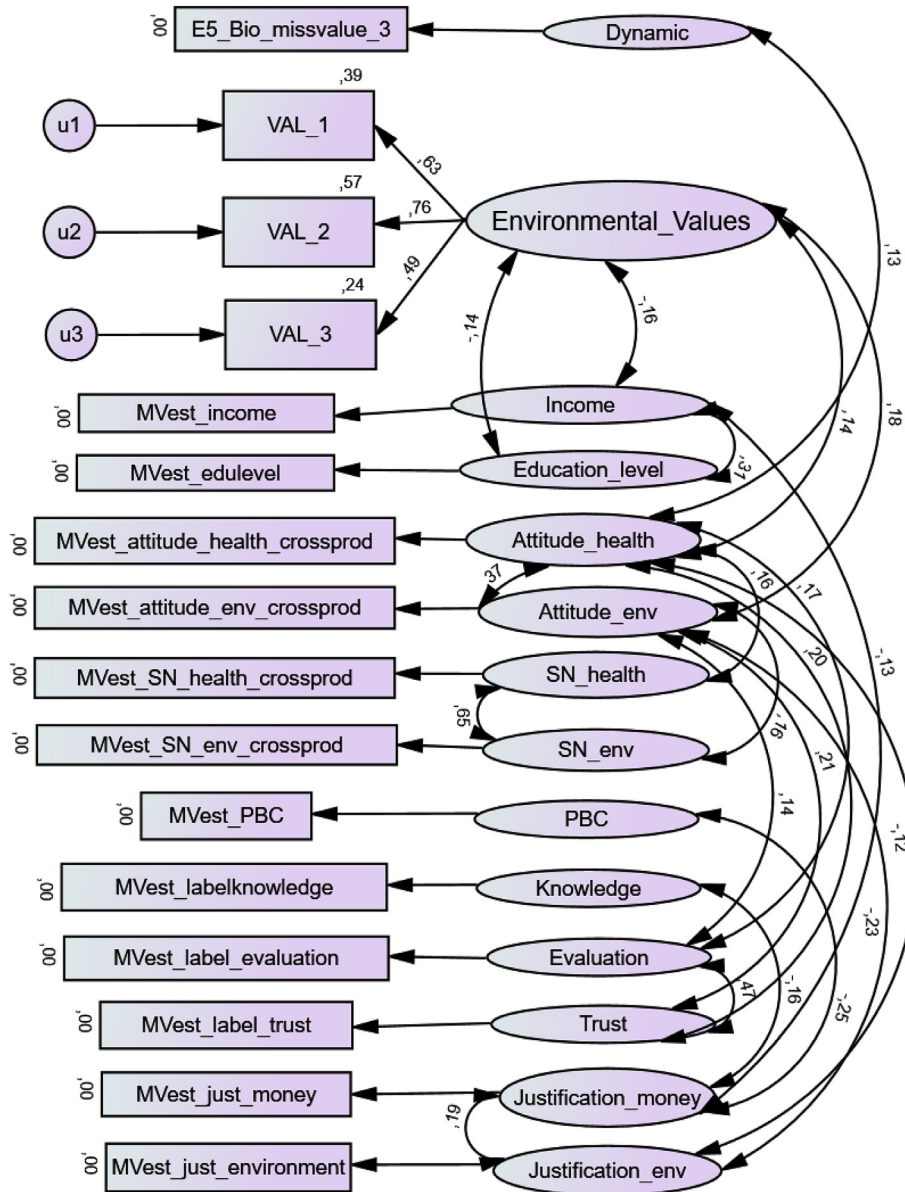 ,00
E5_Bio_missvalue_3
Dynamic
,39
u1
VAL_1
,63
,57
u2
VAL_2
,76
Environmental_Values
,13
,49
,24
u3
VAL_3
-,14
-,16
,00
MVest_income
Income
,14
,18
,31
,00
MVest_edulevel
Education_level
,00
MVest_attitude_health_crossprod
Attitude_health
37
,16
,17
,00
MVest_attitude_env_crossprod
Attitude_env
,20
-,13
,00
MVest_SN_health_crossprod
SN_health
,65
,16
,21
,00
MVest_SN_env_crossprod
SN_env
,14
-,12
,00
MVest_PBC
PBC
,00
MVest_labelknowledge
Knowledge
-,23
,00
MVest_label_evaluation
Evaluation
,47
-,16
-,25
,00
MVest_label_trust
Trust
,00
MVest_just_money
Justification_money
,19
,00
MVest_just_environment
Justification_env